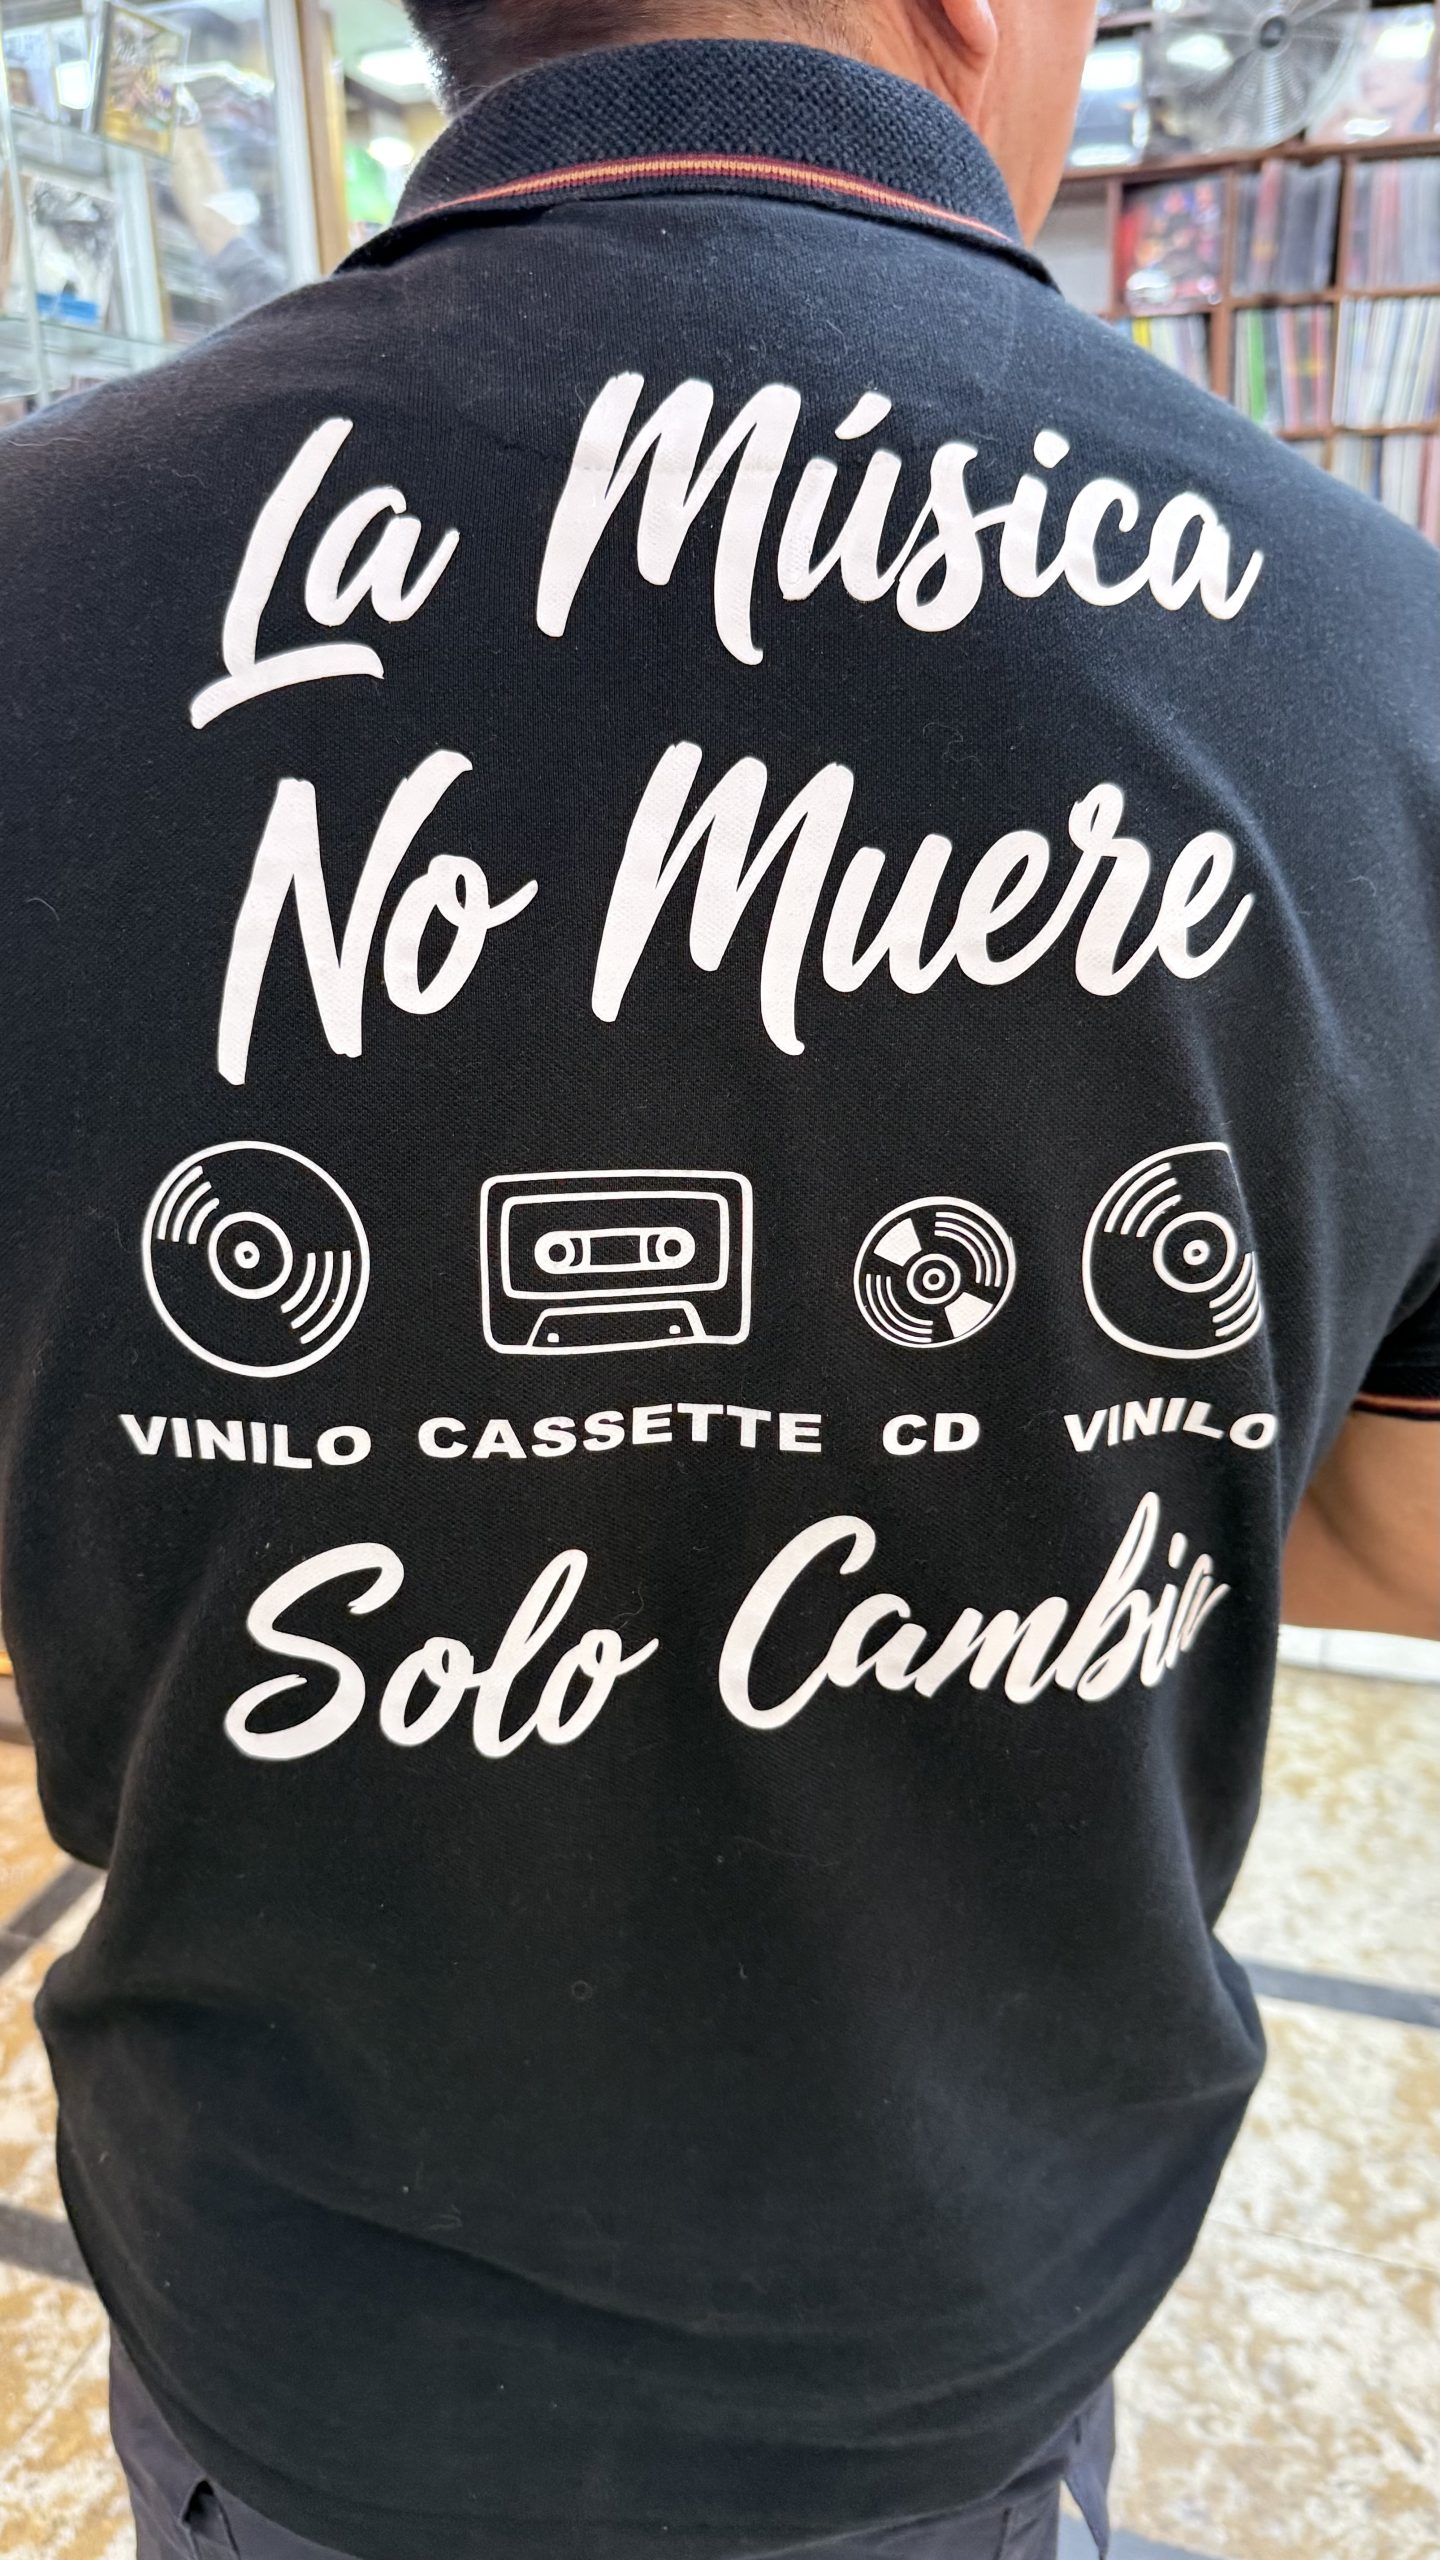 La Música
No Muere
VINILO CASSETTE CD VINILO
Solo Cambia